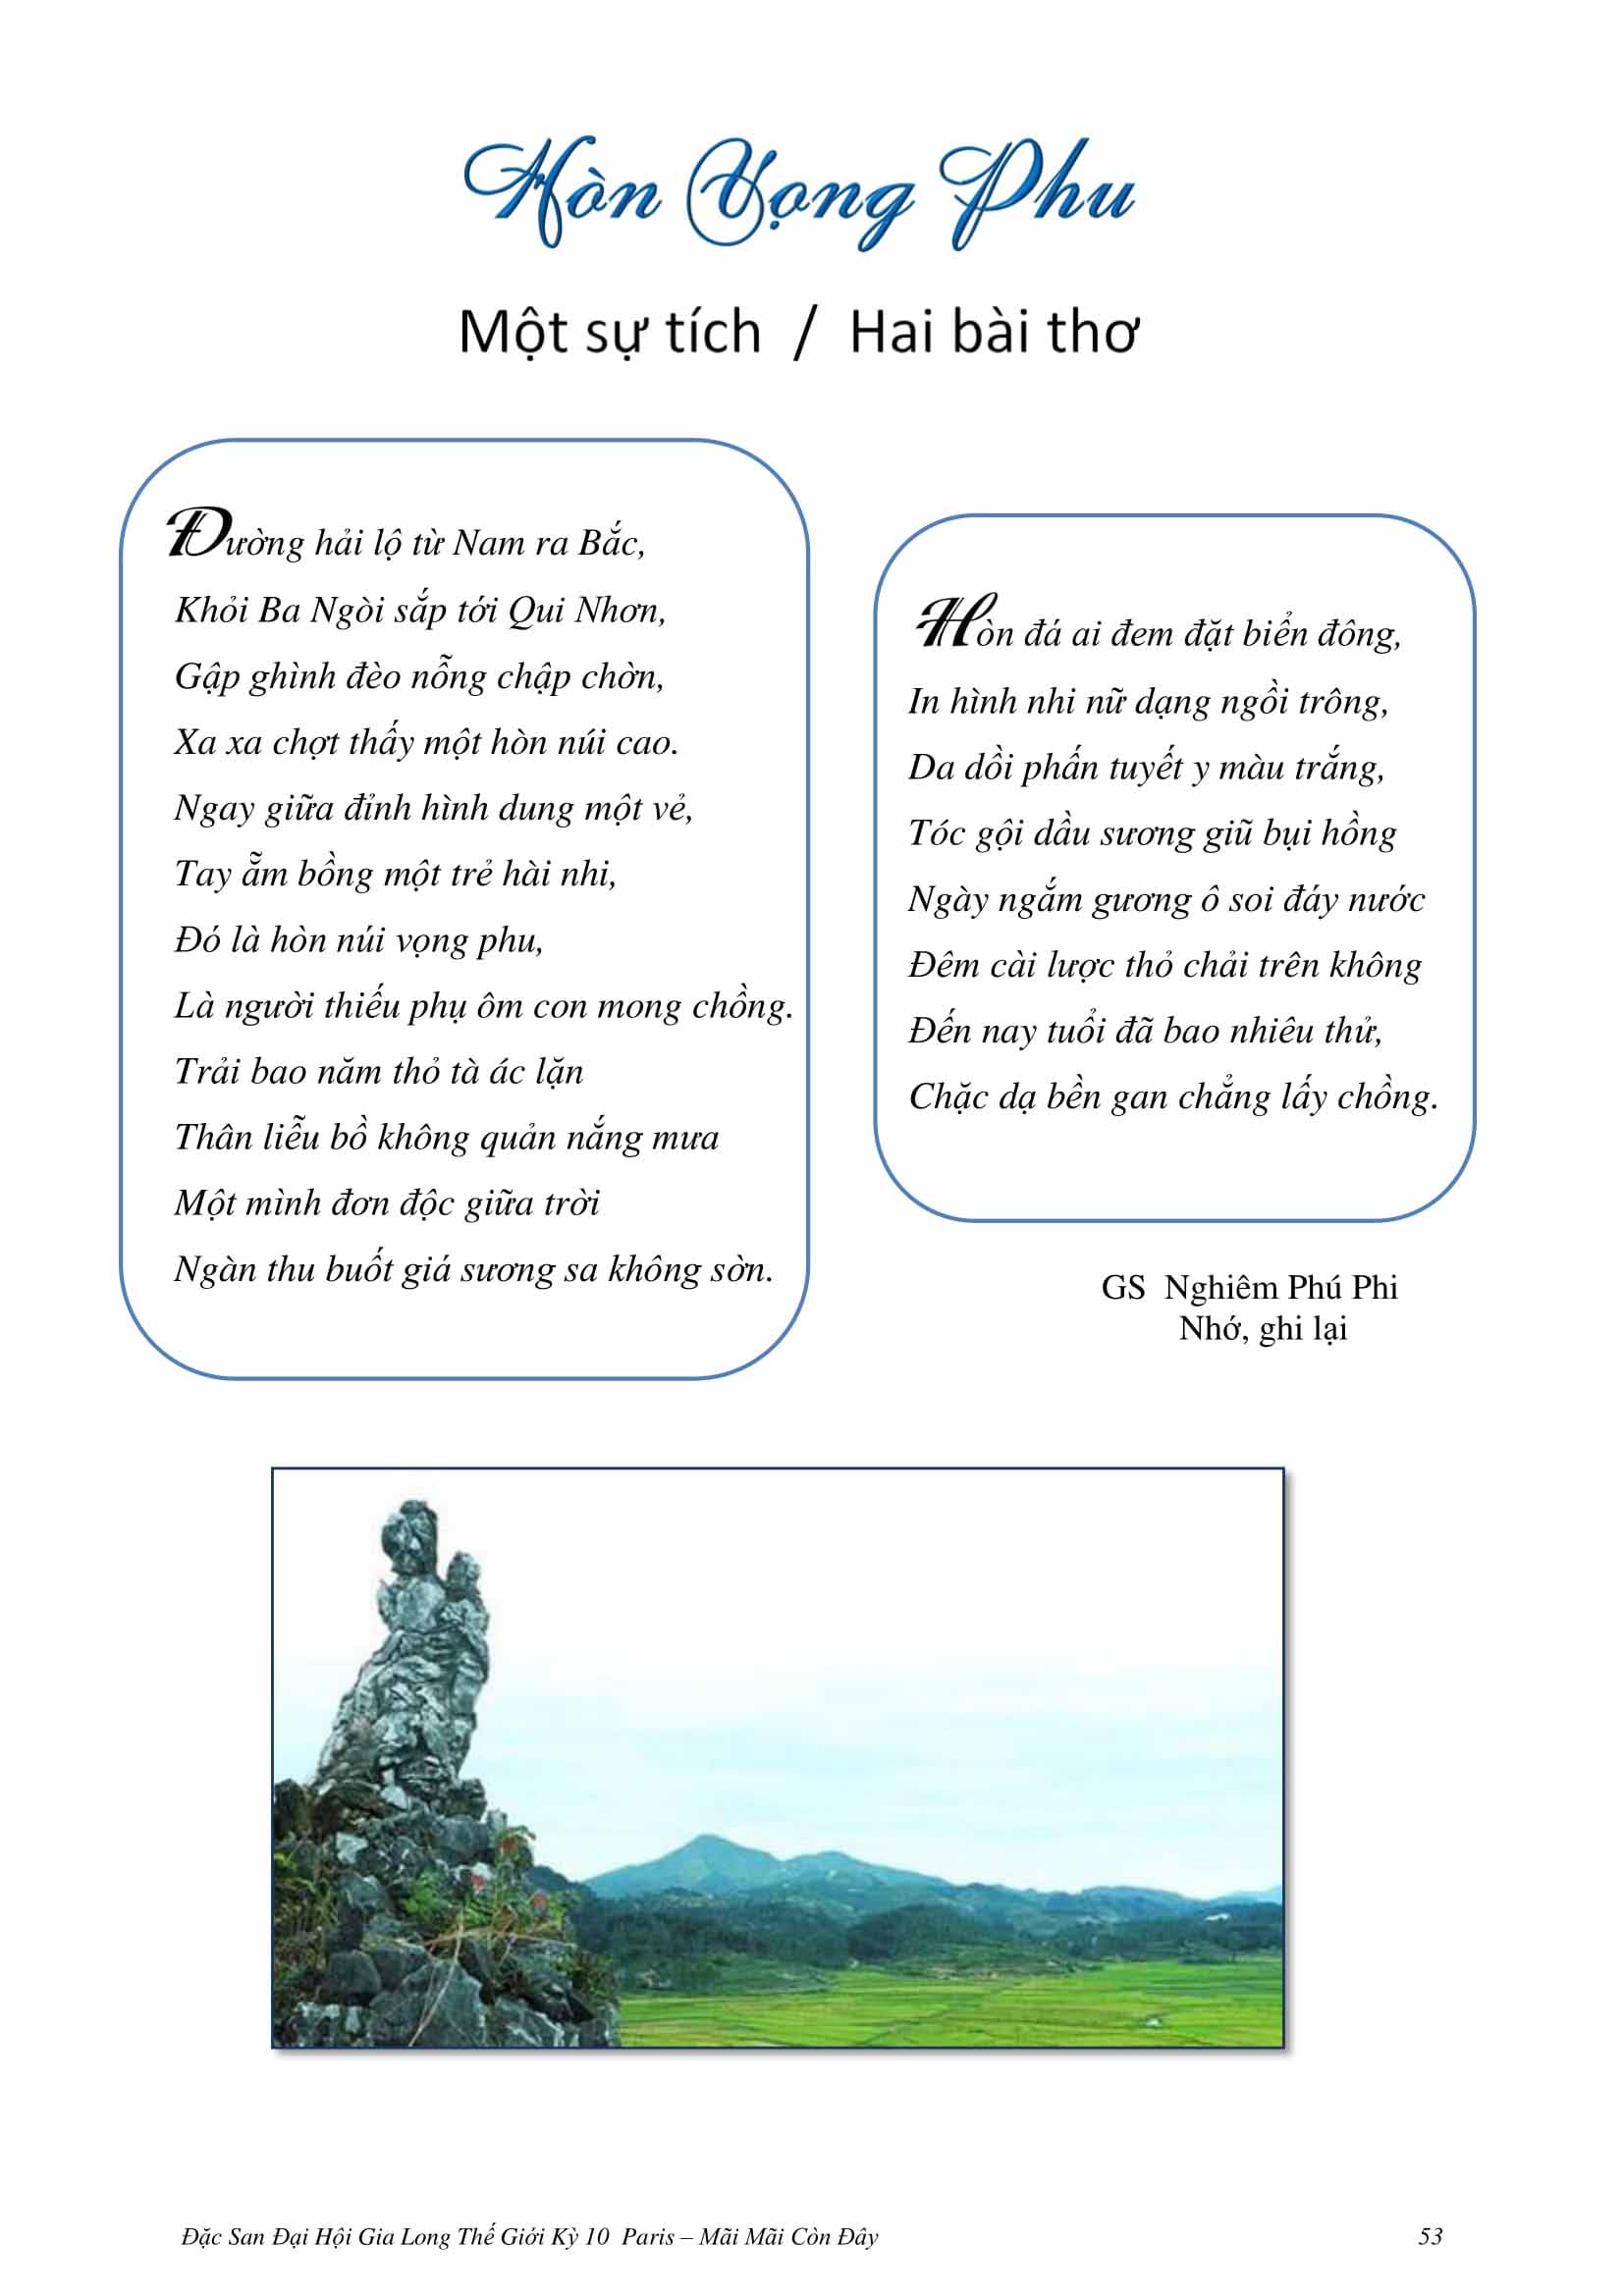 Hòn Vọng Phu
Một sự tích / Hai bài thơ
Đường hải lộ từ Nam ra Bắc,
Khỏi Ba Ngòi sắp tới Qui Nhơn,
Gập ghình đèo nỗng chập chờn,
Xa xa chợt thấy một hòn núi cao.
Ngay giữa đỉnh hình dung một vẻ,
Tay ẵm bồng một trẻ hài nhi,
Đó là hòn núi vọng phu,
Là người thiếu phụ ôm con mong chồng.
Trải bao năm thỏ tà ác lặn
Thân liễu bồ không quản nắng mưa
Một mình đơn độc giữa trời
Ngàn thu buốt giá sương sa không sờn.
Hòn đá ai đem đặt biển đông,
In hình nhi nữ dạng ngồi trông,
Da dồi phấn tuyết y màu trắng,
Tóc gội dầu sương giũ bụi hồng
Ngày ngắm gương ô soi đáy nước
Đêm cài lược thỏ chải trên không
Đến nay tuổi đã bao nhiêu thử,
Chặc dạ bền gan chẳng lấy chồng.
GS Nghiêm Phú Phi
Nhớ, ghi lại
Đặc San Đại Hội Gia Long Thế Giới Kỳ 10 Paris – Mãi Mãi Còn Đây 53